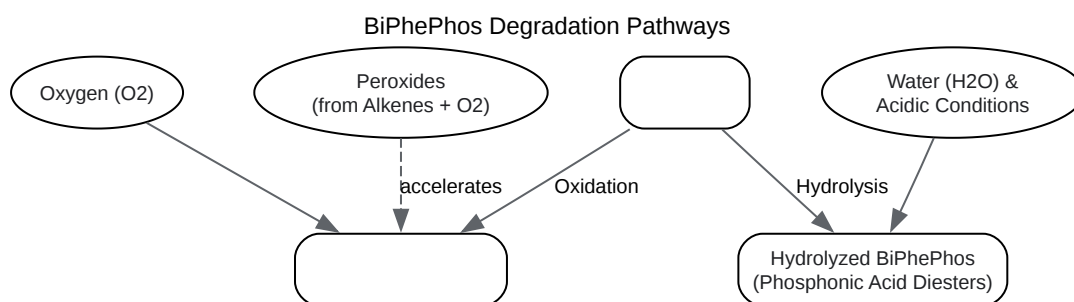 BiPhePhos Degradation Pathways
Oxygen (O2)
Peroxides
(from Alkenes + O2)
Water (H2O) &
Acidic Conditions
accelerates
Oxidation
Hydrolysis
Hydrolyzed BiPhePhos
(Phosphonic Acid Diesters)